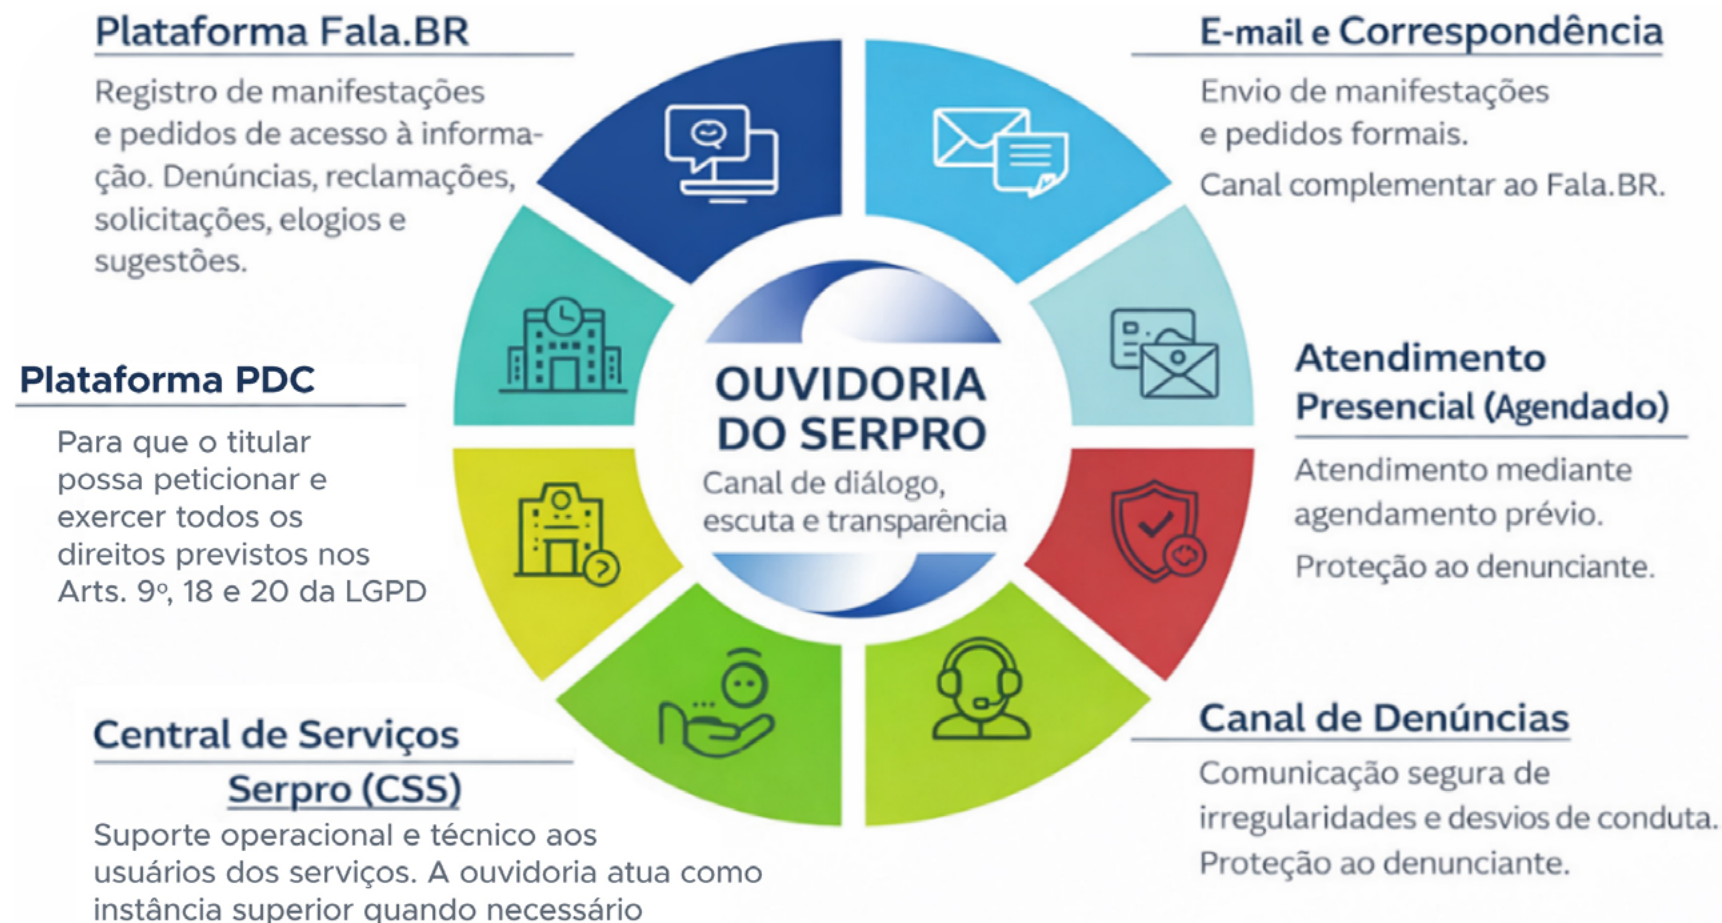 Plataforma Fala.BR
Registro de manifestações
e pedidos de acesso à informa-
ção. Denúncias, reclamações,
solicitações, elogios e
sugestões.
E-mail e Correspondência
Envio de manifestações
e pedidos formais.
Canal complementar ao Fala.BR.
Plataforma PDC
Para que o titular
possa peticionar e
exercer todos os
direitos previstos nos
Arts. 9º, 18 e 20 da LGPD
OUVIDORIA
DO SERPRO
Canal de diálogo,
escuta e transparência
Atendimento
Presencial (Agendado)
Atendimento mediante
agendamento prévio.
Proteção ao denunciante.
Central de Serviços
Serpro (CSS)
Suporte operacional e técnico aos
usuários dos serviços. A ouvidoria atua como
instância superior quando necessário
Canal de Denúncias
Comunicação segura de
irregularidades e desvios de conduta.
Proteção ao denunciante.